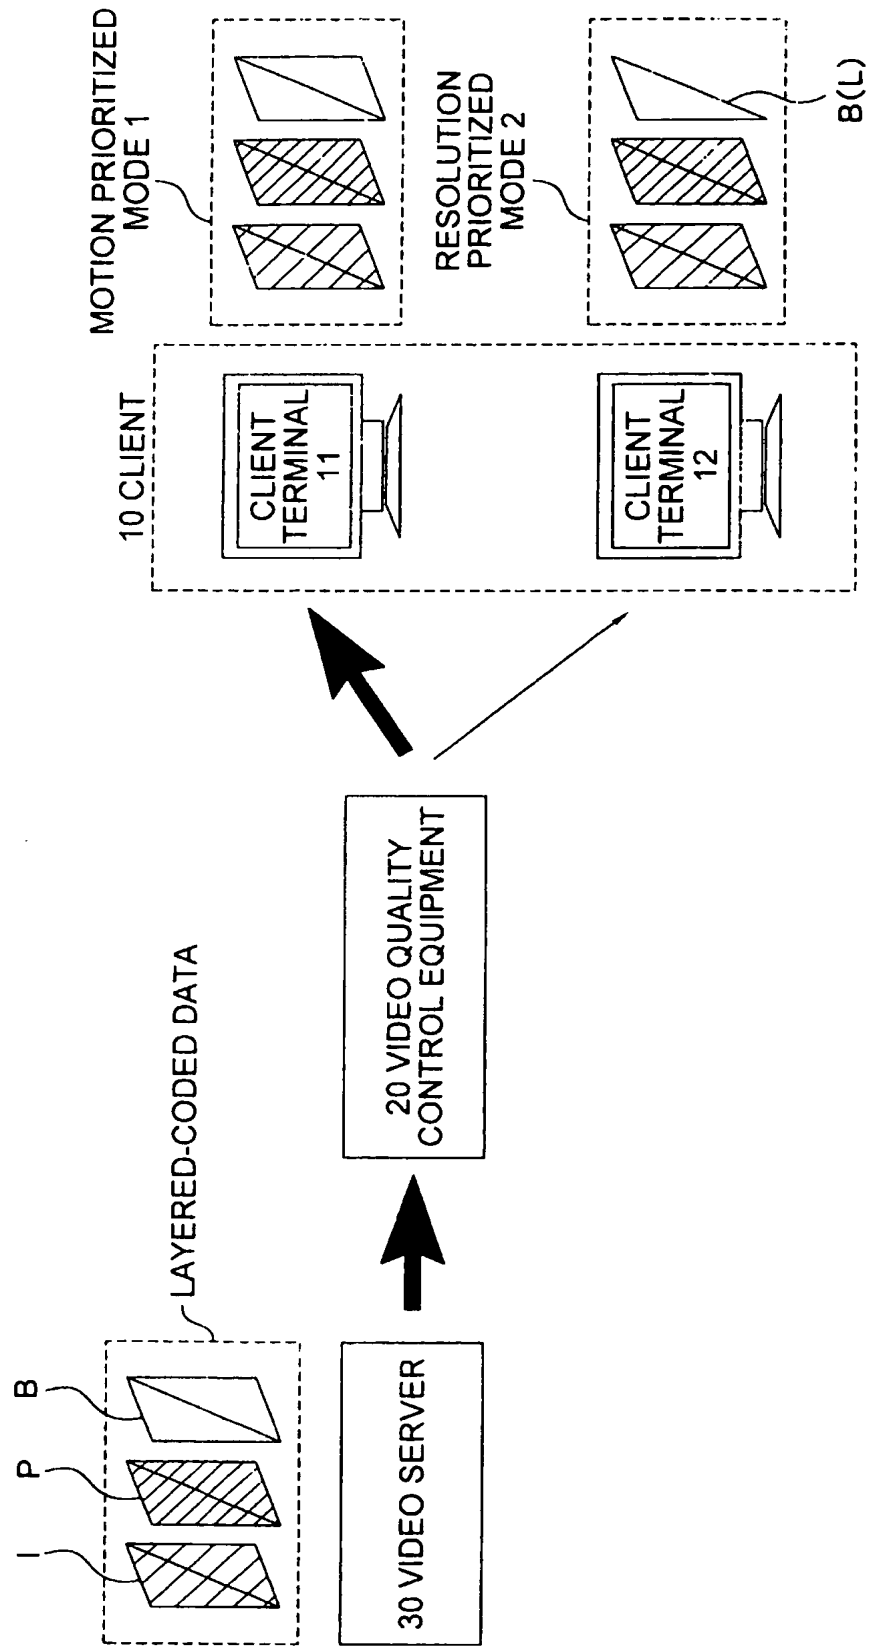 I
P
B
LAYERED-CODED DATA
30 VIDEO SERVER
20 VIDEO QUALITY
CONTROL EQUIPMENT
10 CLIENT
CLIENT
TERMINAL
11
CLIENT
TERMINAL
12
MOTION PRIORITIZED
MODE 1
RESOLUTION
PRIORITIZED
MODE 2
B(L)